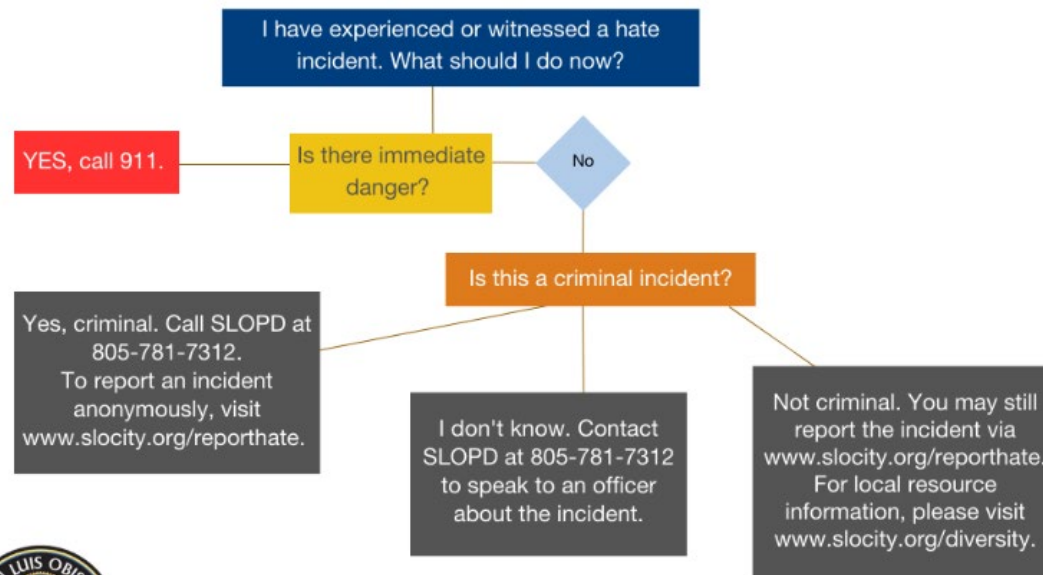 I have experienced or witnessed a hate
incident. What should I do now?
YES, call 911.
Is there immediate
danger?
No
Is this a criminal incident?
Yes, criminal. Call SLOPD at
805-781-7312.
To report an incident
anonymously, visit
www.slocity.org/reporthate.
I don't know. Contact
SLOPD at 805-781-7312
to speak to an officer
about the incident.
Not criminal. You may still
report the incident via
www.slocity.org/reporthate.
For local resource
information, please visit
www.slocity.org/diversity.
LUIS